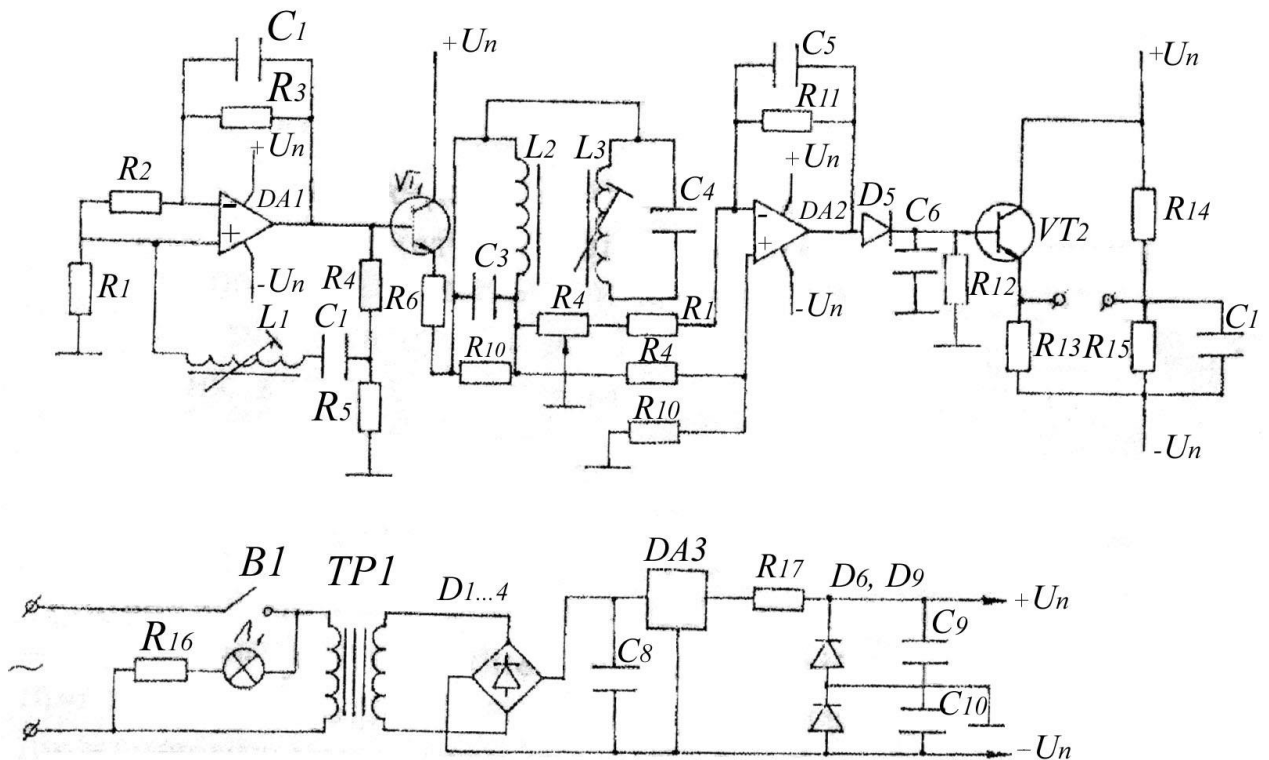 C1
C5
+Un
+Un
R3
R11
+Un
L2
L3
+Un
R2
DA1
C4
DA2
D5
C6
VT2
R14
R1
-Un
R4
R6
C3
R4
R1
-Un
R12
L1
C1
R13
R15
C1
R10
R4
R5
R10
-Un
B1
TP1
DA3
R17
D6, D9
+Un
D1...4
C9
R16
C8
~
C10
-Un